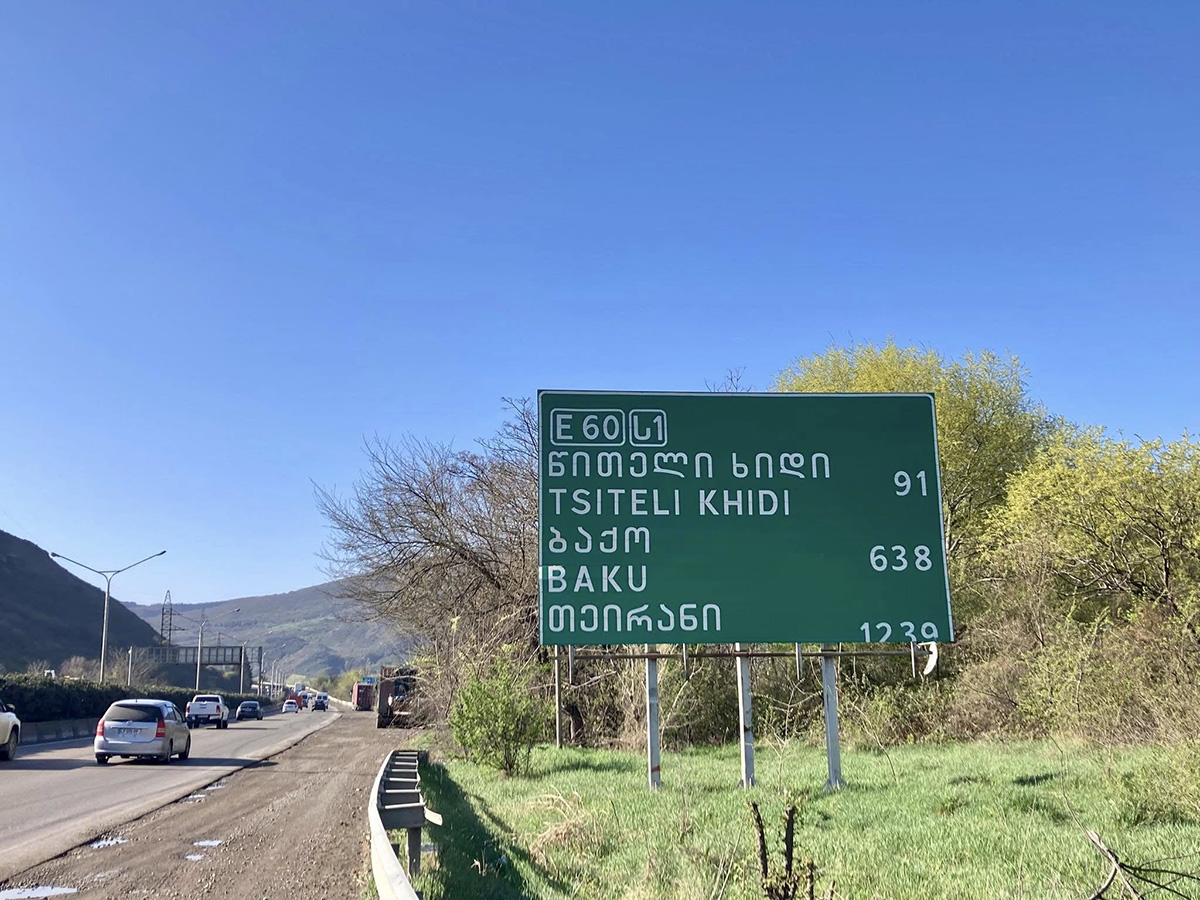 E 60 ს1
წითელი ხიდი
TSITELI KHIDI 91
ბაქო
BAKU 638
თეირანი
1239